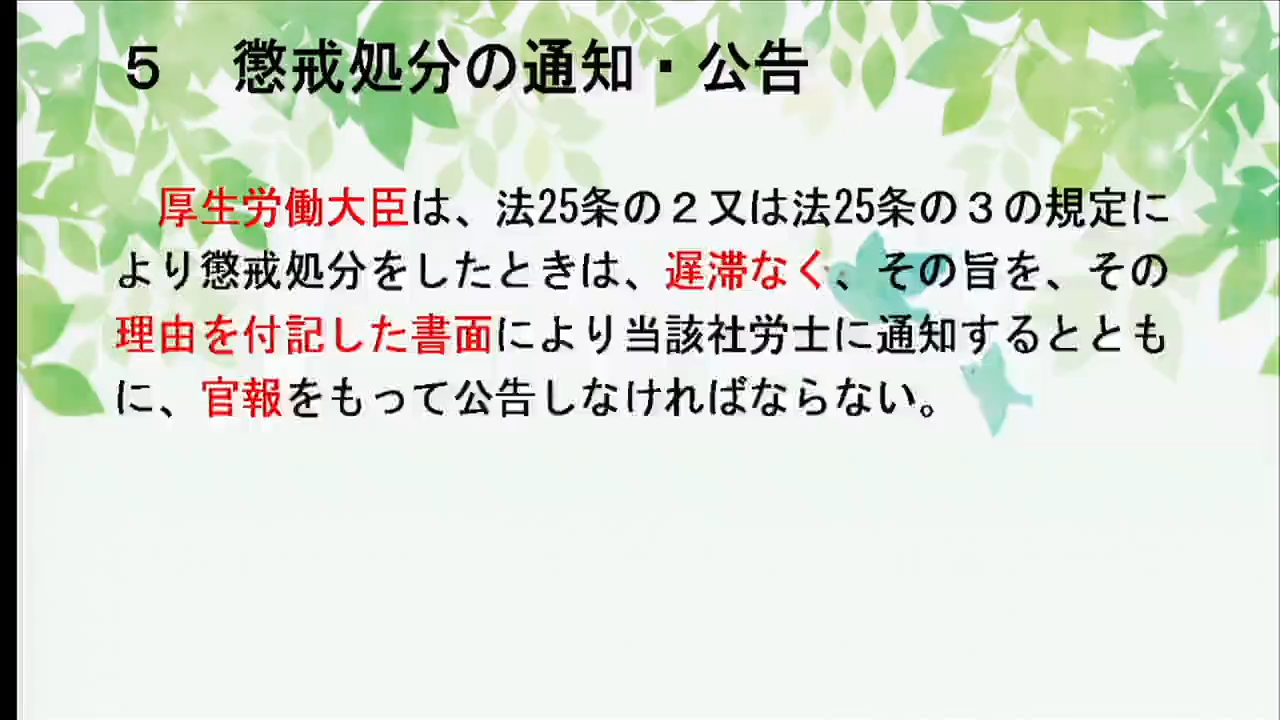 ５　懲戒処分の通知・公告
厚生労働大臣は、法25条の２又は法25条の３の規定に
より懲戒処分をしたときは、遅滞なく、その旨を、その
理由を付記した書面により当該社労士に通知するととも
に、官報をもって公告しなければならない。